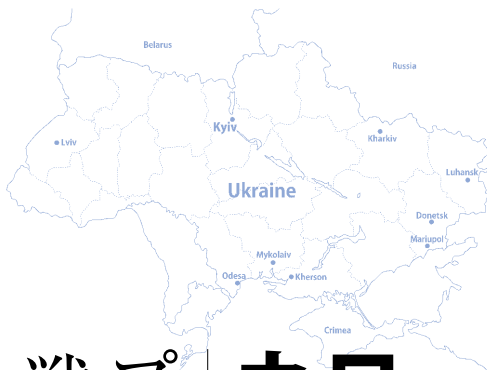 Belarus
Russia
Kyiv
Kharkiv
Lviv
Luhansk
Ukraine
Donetsk
Mariupol
Mykolaiv
Odesa
Kherson
Crimea